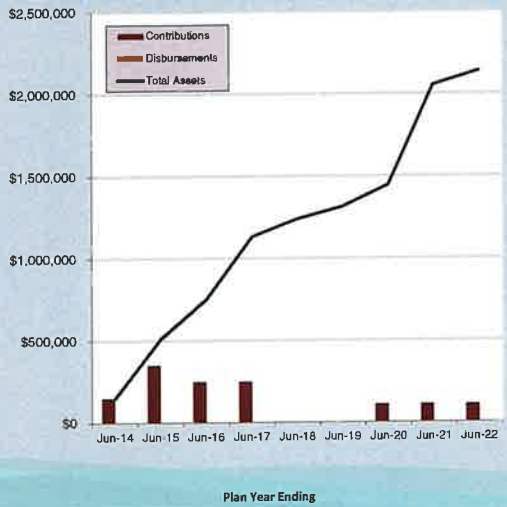 $2,500,000
Contributions
Disbursements
Total Assets
$2,000,000
$1,500,000
$1,000,000
$500,000
$0
Jun-14 Jun-15 Jun-16 Jun-17 Jun-18 Jun-19 Jun-20 Jun-21 Jun-22
Plan Year Ending